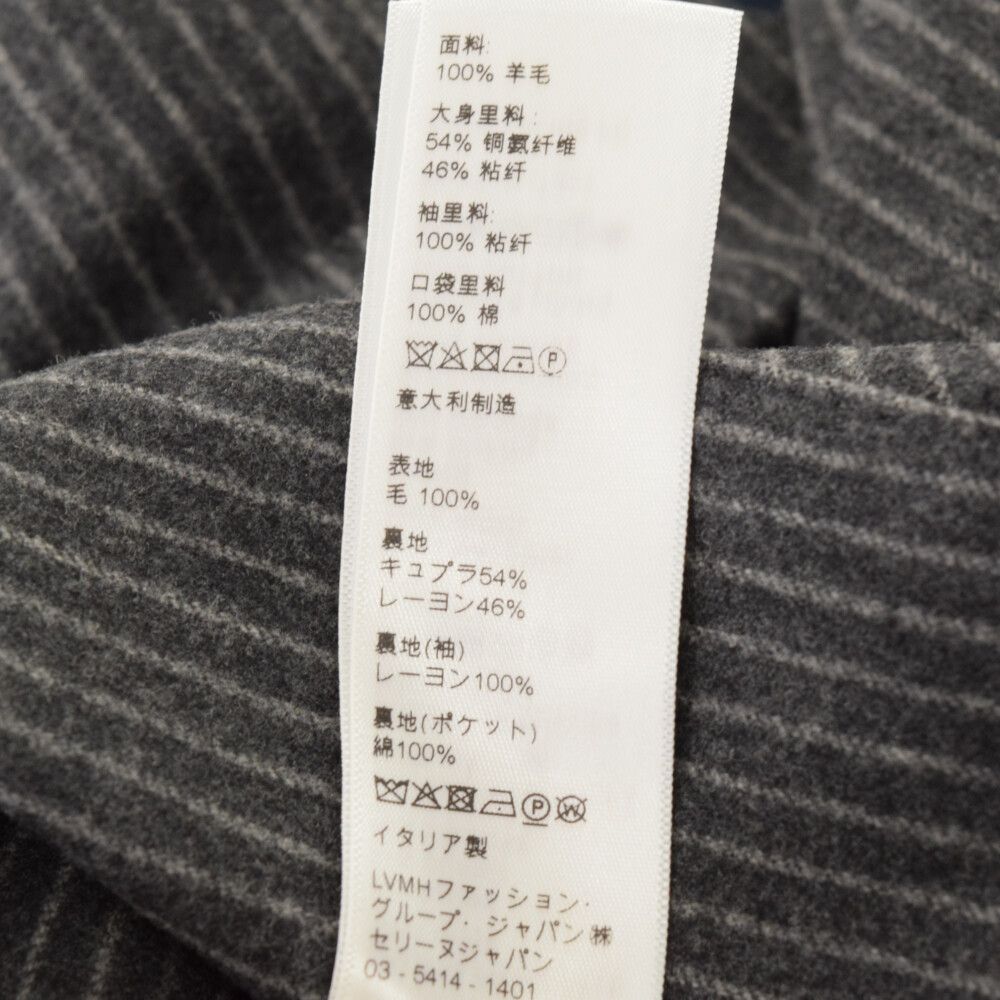 面料:
100% 羊毛
大身里料:
54% 铜氨纤维
46% 粘纤
袖里料:
100% 粘纤
口袋里料
100% 棉
P
意大利制造
表地
毛 100%
裏地
キュプラ54%
レーヨン46%
裏地(袖)
レーヨン100%
裏地(ポケット)
綿100%
P W
イタリア製
LVMHファッション・
グループ・ジャパン㈱
セリーヌジャパン
03 - 5414 - 1401